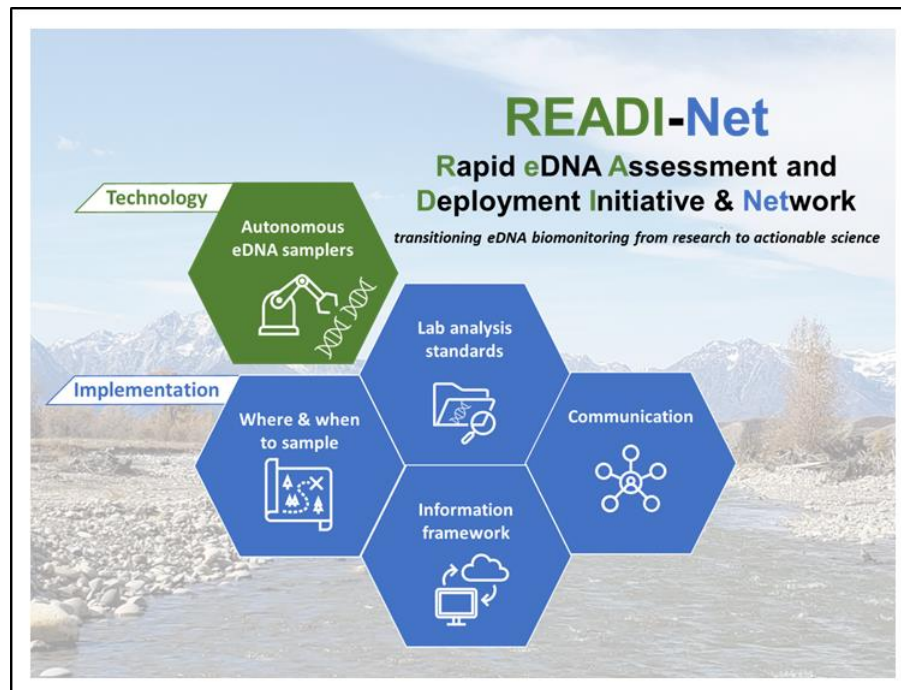 READI-Net
Rapid eDNA Assessment and
Deployment Initiative & Network
transitioning eDNA biomonitoring from research to actionable science
Technology
Autonomous
eDNA samplers
Lab analysis
standards
Implementation
Where & when
to sample
Communication
Information
framework